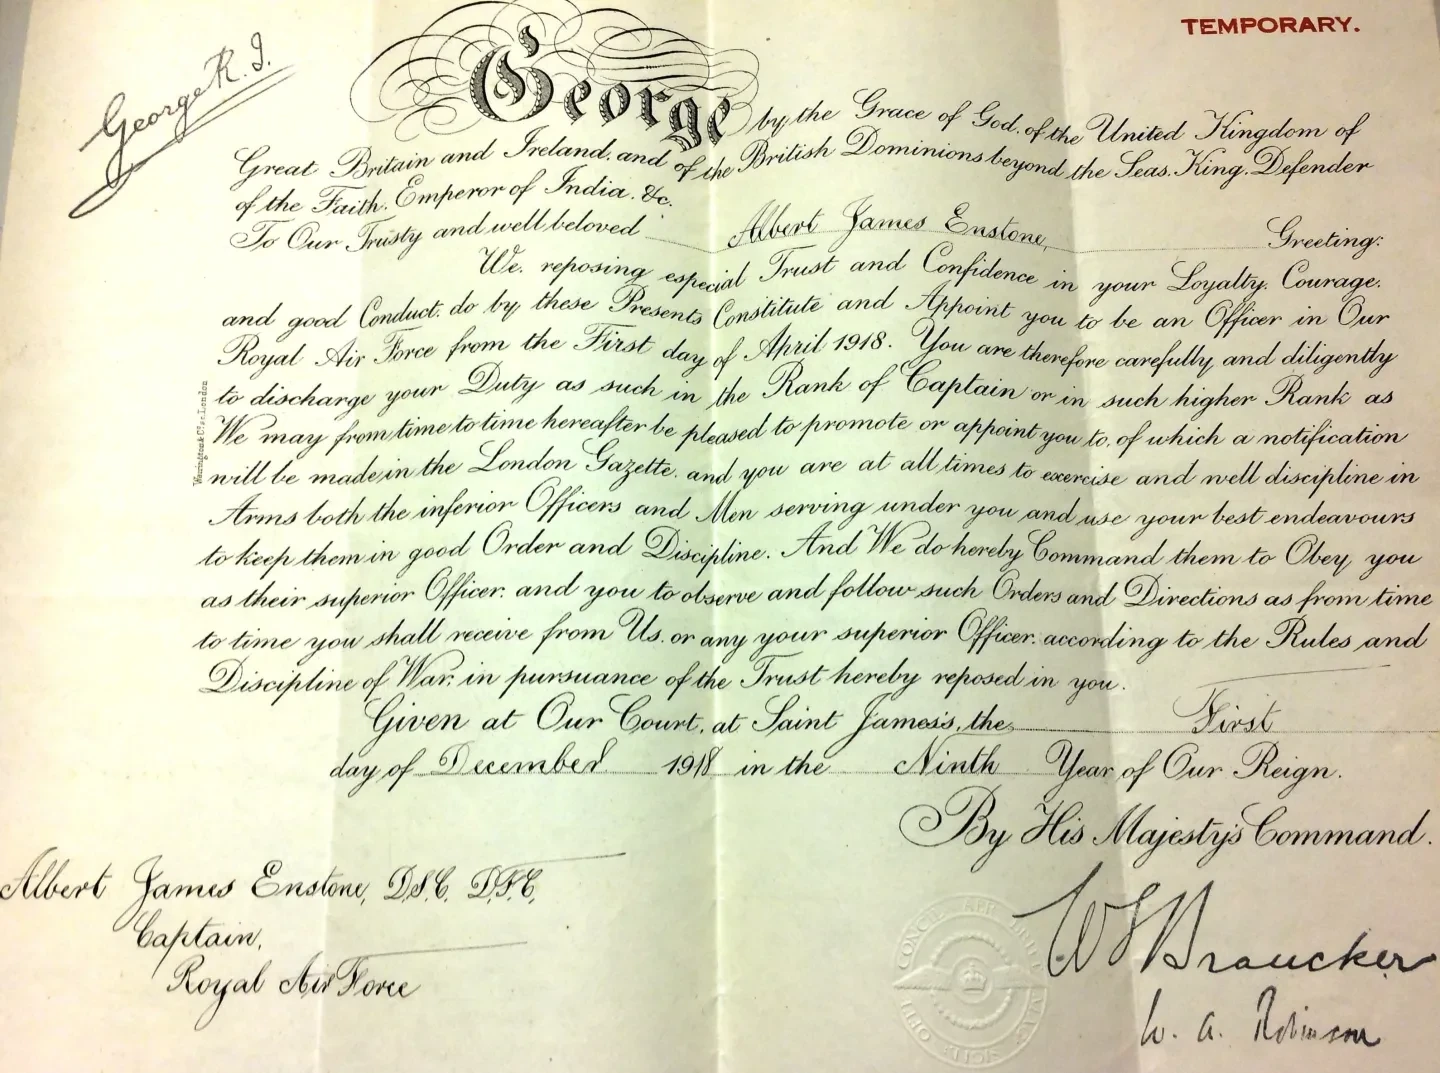 TEMPORARY.
George R.I.
George by the Grace of God, of the United Kingdom of
Great Britain and Ireland, and of the British Dominions beyond the Seas, King, Defender
of the Faith, Emperor of India, &c.
To Our Trusty and well beloved Albert James Enstone, Greeting:
We, reposing especial Trust and Confidence in your Loyalty, Courage,
and good Conduct, do by these Presents Constitute and Appoint you to be an Officer in Our
Royal Air Force from the First day of April 1918. You are therefore carefully and diligently
to discharge your Duty as such in the Rank of Captain or in such higher Rank as
We may from time to time hereafter be pleased to promote or appoint you to, of which a notification
will be made in the London Gazette, and you are at all times to exercise and well discipline in
Arms both the inferior Officers and Men serving under you and use your best endeavours
to keep them in good Order and Discipline. And We do hereby Command them to Obey you
as their superior Officer, and you to observe and follow such Orders and Directions as from time
to time you shall receive from Us, or any your superior Officer, according to the Rules and
Discipline of War, in pursuance of the Trust hereby reposed in you.
Given at Our Court, at Saint James's, the First
day of December 1918 in the Ninth Year of Our Reign.
By His Majesty's Command.
Albert James Enstone, D.S.C. D.F.C,
Captain,
Royal Air Force
W. A. Robinson